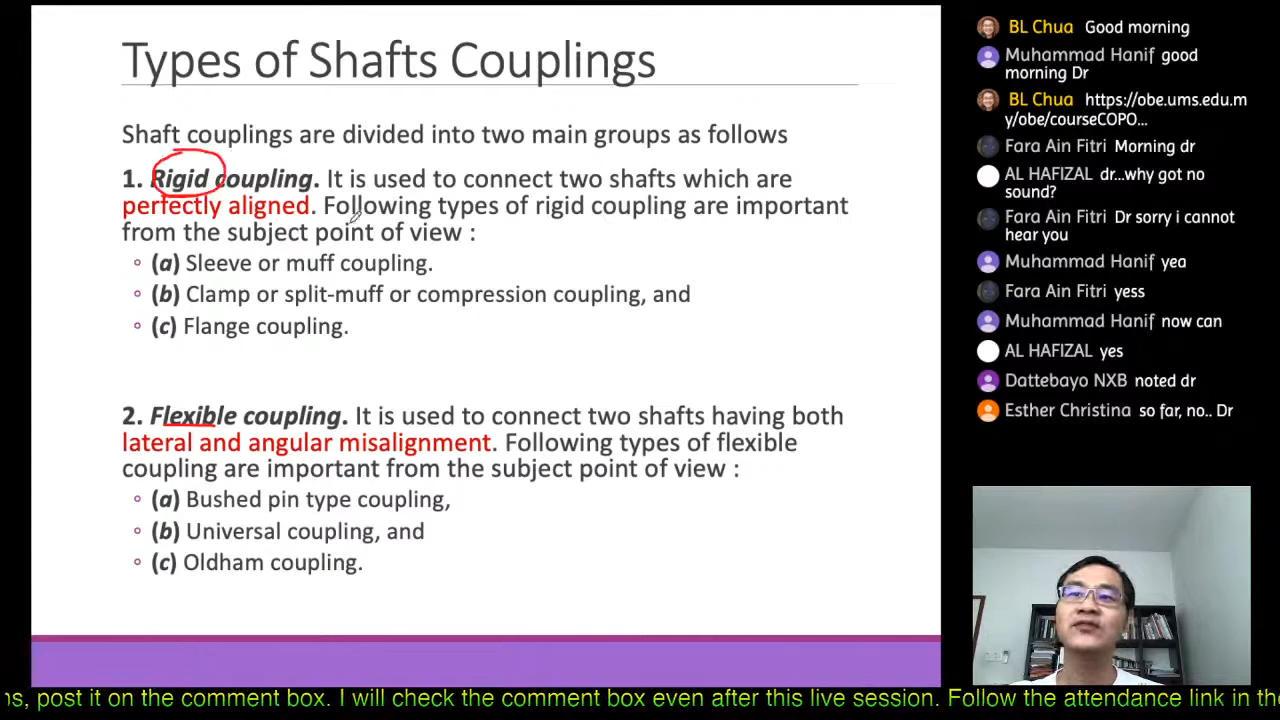 Types of Shafts Couplings
Shaft couplings are divided into two main groups as follows
1. Rigid coupling. It is used to connect two shafts which are
perfectly aligned. Following types of rigid coupling are important
from the subject point of view :
(a) Sleeve or muff coupling.
(b) Clamp or split-muff or compression coupling, and
(c) Flange coupling.
2. Flexible coupling. It is used to connect two shafts having both
lateral and angular misalignment. Following types of flexible
coupling are important from the subject point of view :
(a) Bushed pin type coupling,
(b) Universal coupling, and
(c) Oldham coupling.
BL Chua Good morning
Muhammad Hanif good
morning Dr
BL Chua https://obe.ums.edu.m
y/obe/courseCOPO...
Fara Ain Fitri Morning dr
AL HAFIZAL dr...why got no
sound?
Fara Ain Fitri Dr sorry i cannot
hear you
Muhammad Hanif yea
Fara Ain Fitri yess
Muhammad Hanif now can
AL HAFIZAL yes
Dattebayo NXB noted dr
Esther Christina so far, no.. Dr
ns, post it on the comment box. I will check the comment box even after this live session. Follow the attendance link in the